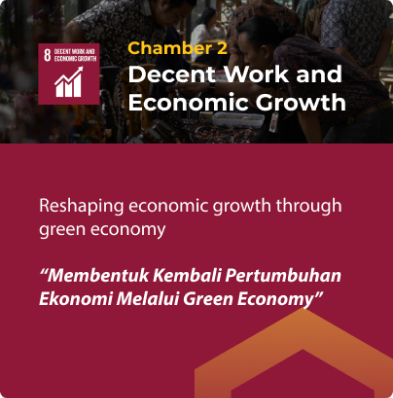 8 DECENT WORK AND
ECONOMIC GROWTH
Chamber 2
Decent Work and
Economic Growth
Reshaping economic growth through
green economy
“Membentuk Kembali Pertumbuhan
Ekonomi Melalui Green Economy”